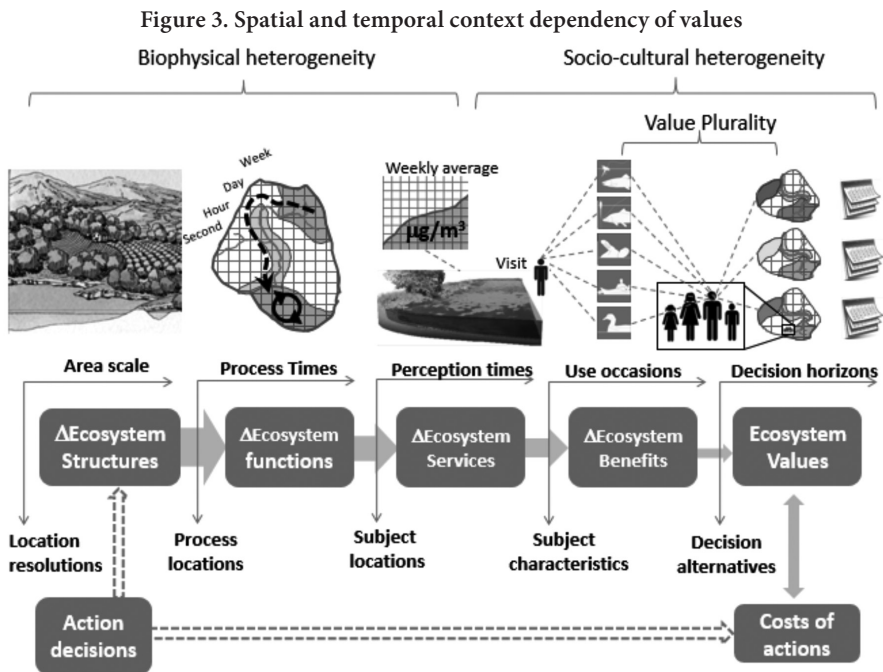 Figure 3. Spatial and temporal context dependency of values
Biophysical heterogeneity
Socio-cultural heterogeneity
Value Plurality
Week
Day
Hour
Second
Weekly average
µg/m³
Visit
Area scale
Process Times
Perception times
Use occasions
Decision horizons
ΔEcosystem
Structures
ΔEcosystem
functions
ΔEcosystem
Services
ΔEcosystem
Benefits
Ecosystem
Values
Location
resolutions
Process
locations
Subject
locations
Subject
characteristics
Decision
alternatives
Action
decisions
Costs of
actions